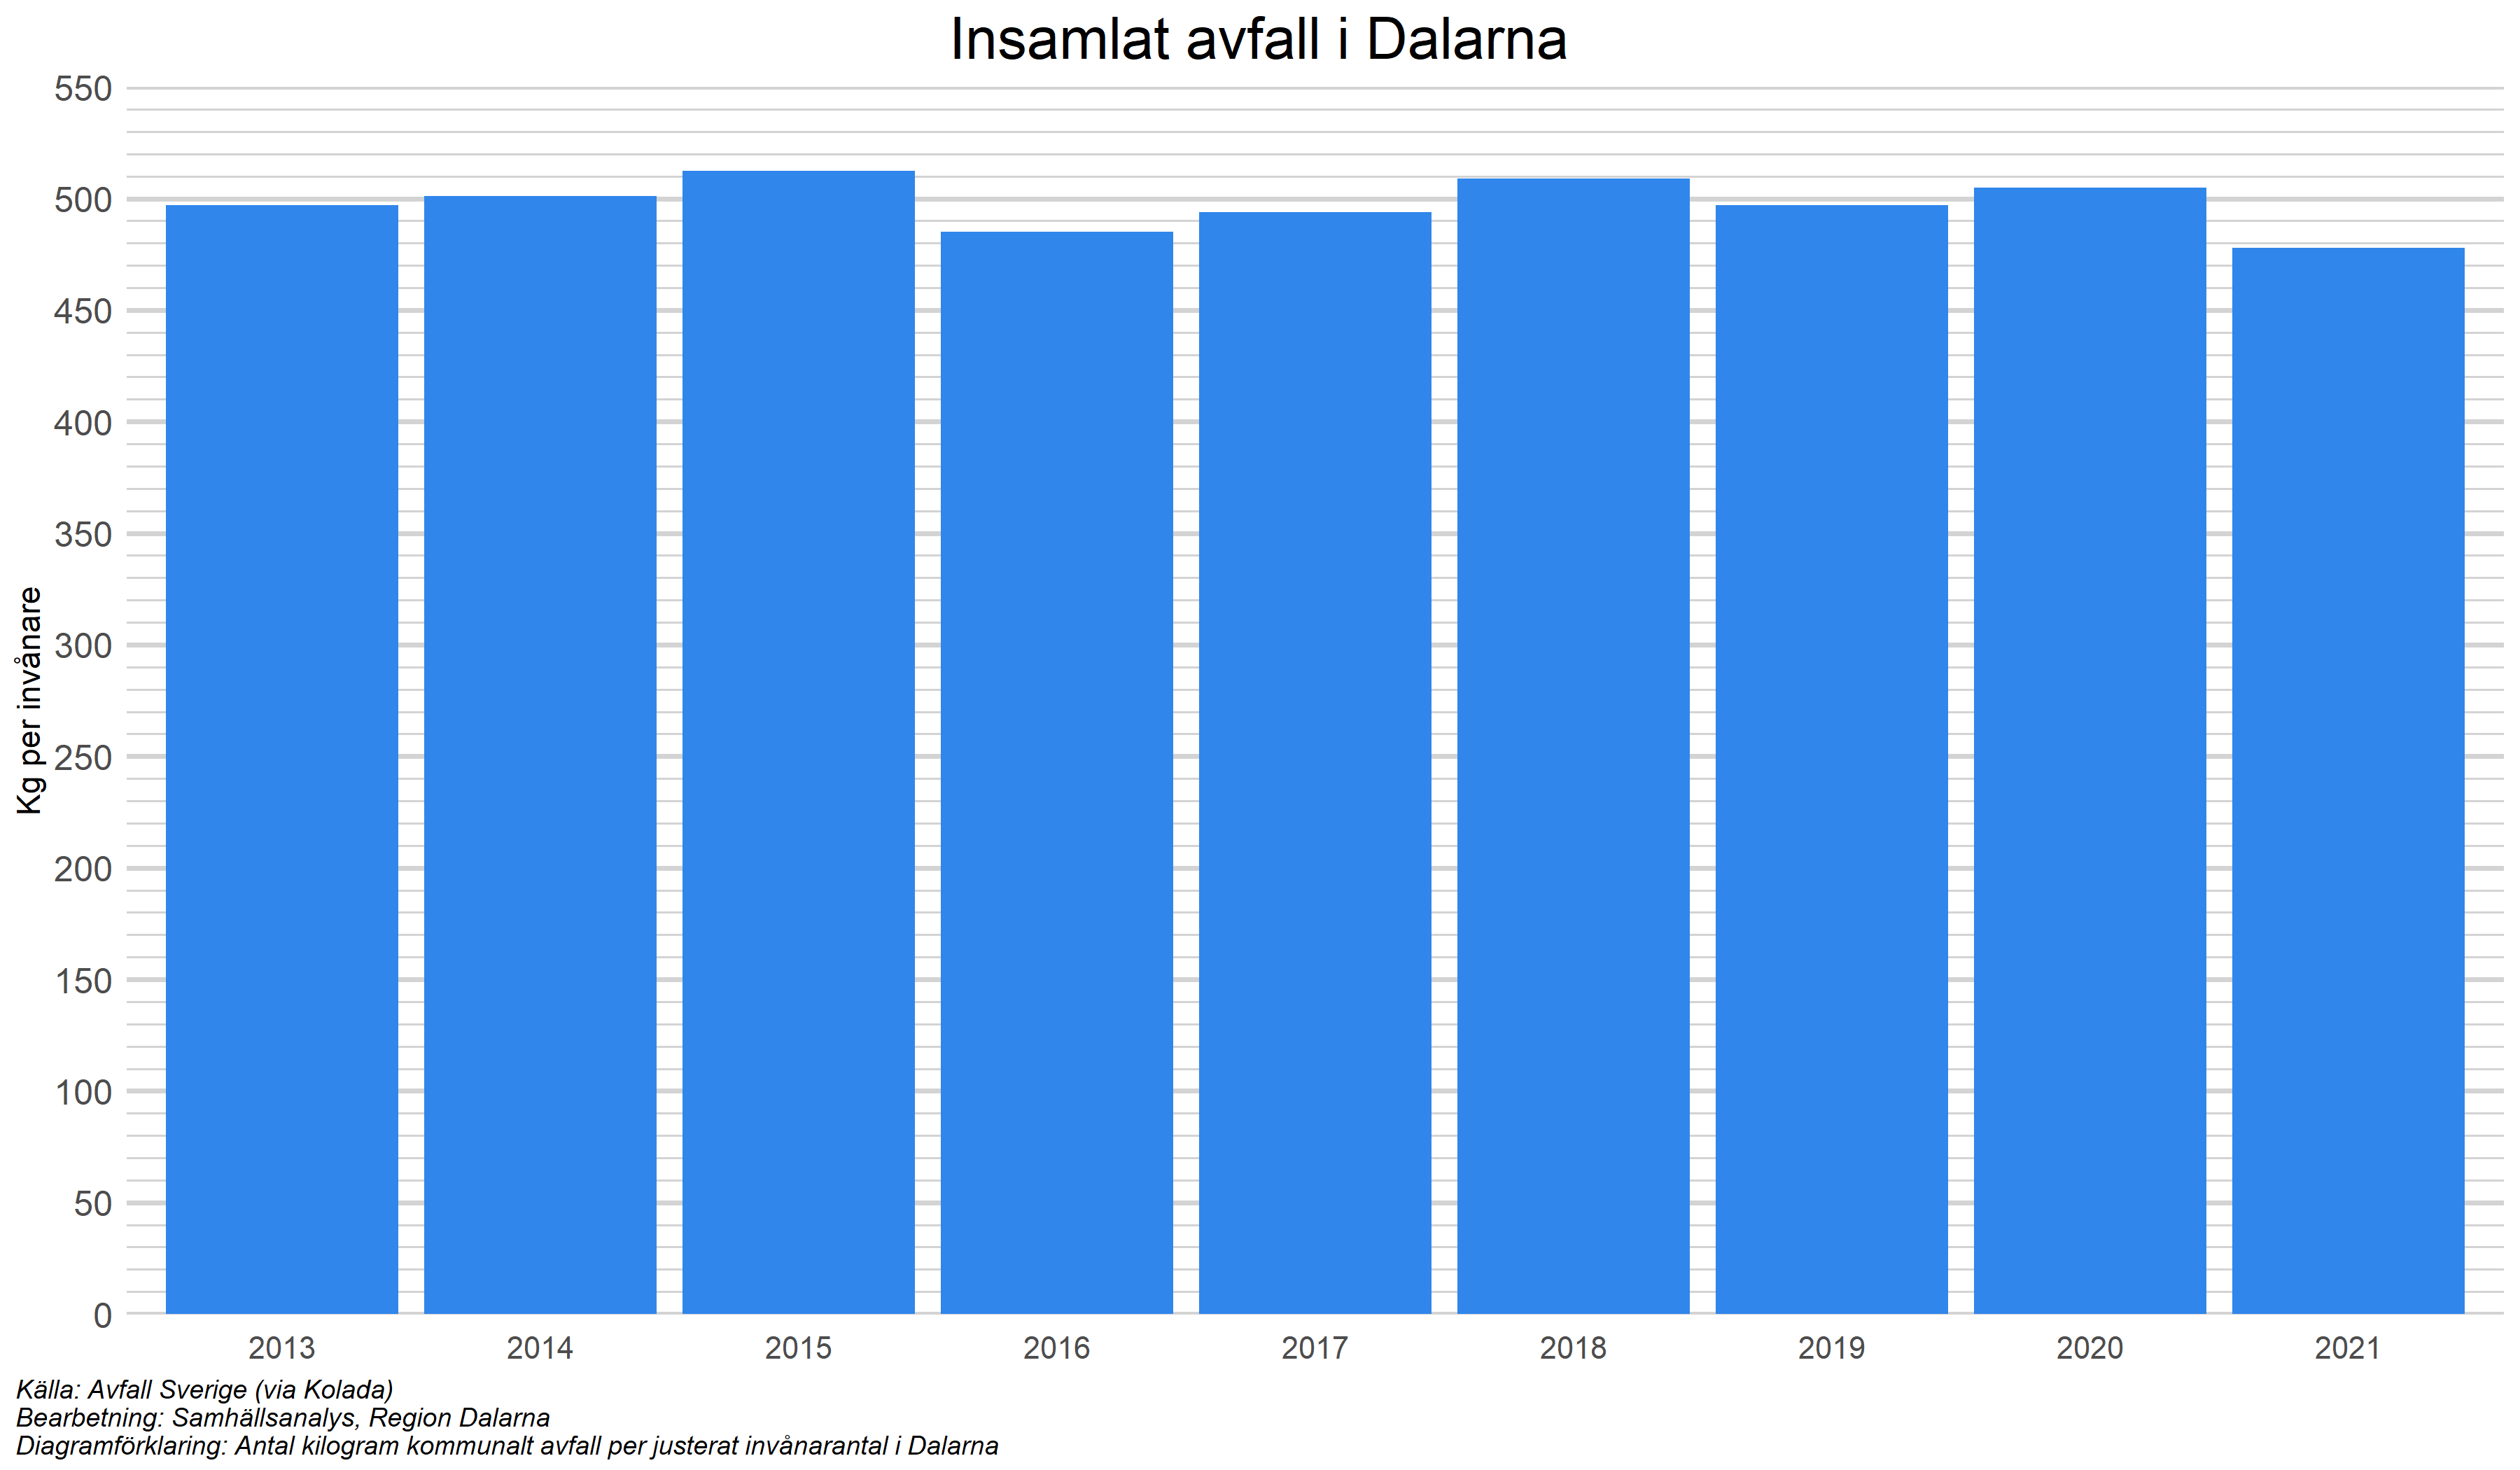 Insamlat avfall i Dalarna
550
500
450
400
350
300
250
200
150
100
50
0
Kg per invånare
2013 2014 2015 2016 2017 2018 2019 2020 2021
Källa: Avfall Sverige (via Kolada)
Bearbetning: Samhällsanalys, Region Dalarna
Diagramförklaring: Antal kilogram kommunalt avfall per justerat invånarantal i Dalarna